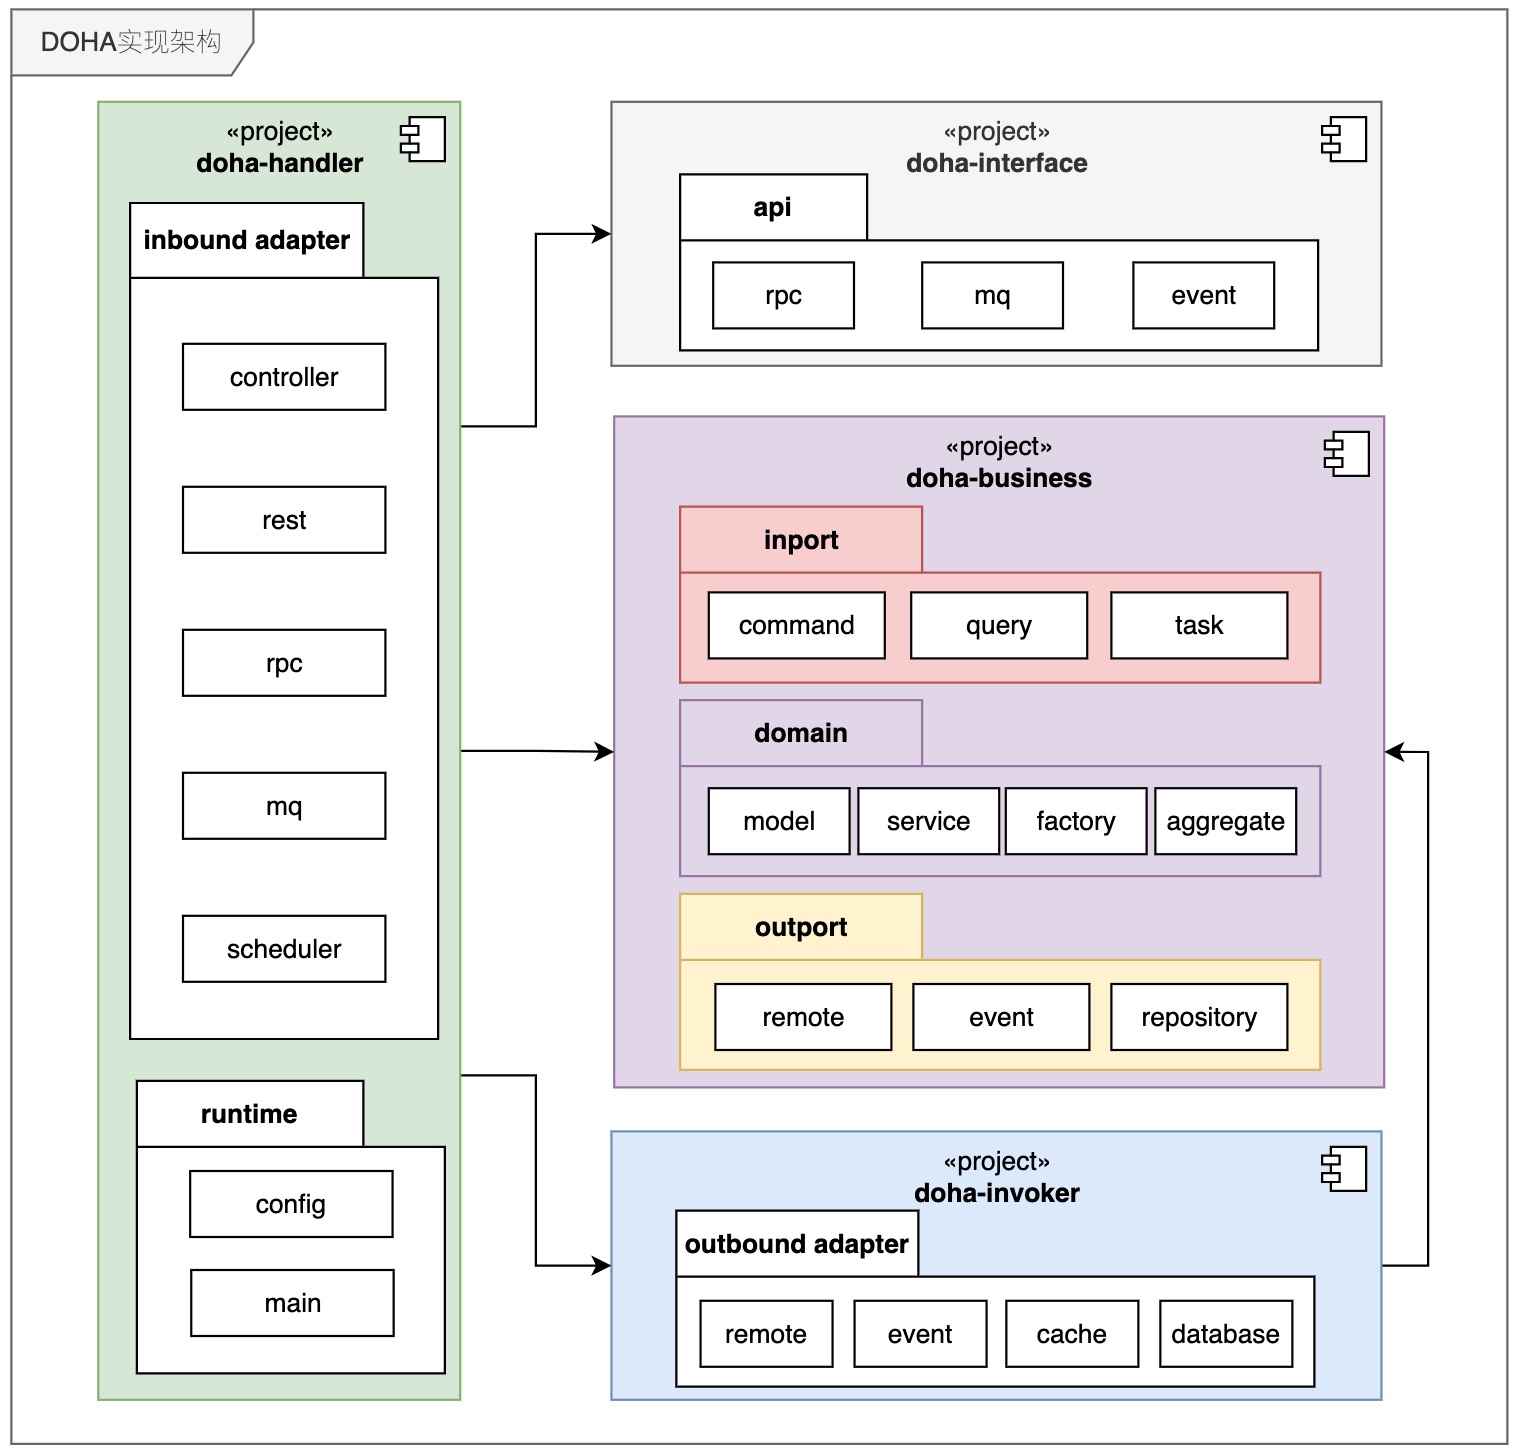 DOHA实现架构
«project»
doha-handler
inbound adapter
controller
rest
rpc
mq
scheduler
runtime
config
main
«project»
doha-interface
api
rpc
mq
event
«project»
doha-business
inport
command
query
task
domain
model
service
factory
aggregate
outport
remote
event
repository
«project»
doha-invoker
outbound adapter
remote
event
cache
database